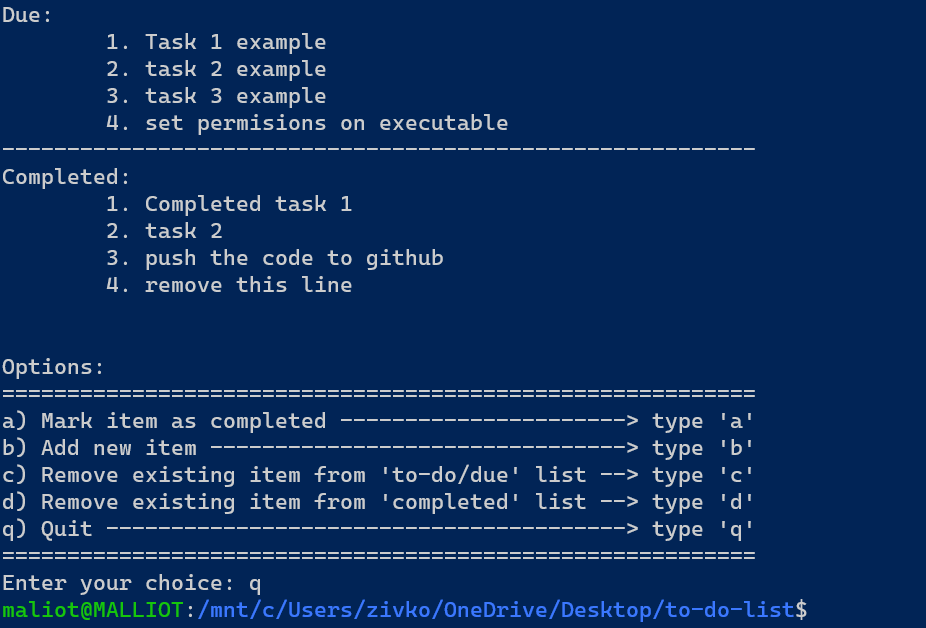 Due:
1. Task 1 example
2. task 2 example
3. task 3 example
4. set permisions on executable
----------------------------------------------------------
Completed:
1. Completed task 1
2. task 2
3. push the code to github
4. remove this line
Options:
==========================================================
a) Mark item as completed ----------------------> type 'a'
b) Add new item --------------------------------> type 'b'
c) Remove existing item from 'to-do/due' list --> type 'c'
d) Remove existing item from 'completed' list --> type 'd'
q) Quit ----------------------------------------> type 'q'
==========================================================
Enter your choice: q
maliot@MALLIOT:/mnt/c/Users/zivko/OneDrive/Desktop/to-do-list$